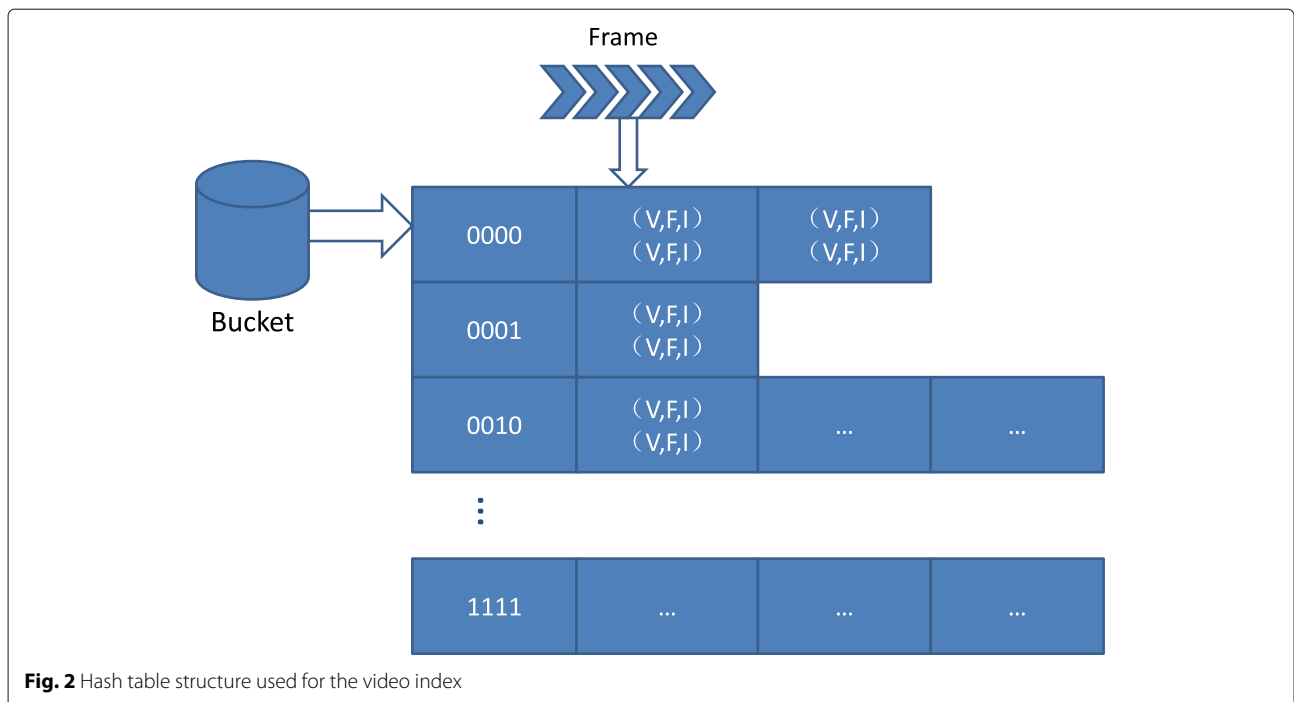 Frame
Bucket
0000 （V,F,I） （V,F,I）
（V,F,I） （V,F,I）
0001 （V,F,I）
（V,F,I）
0010 （V,F,I） ... ...
（V,F,I）
⋮
1111 ... ... ...
Fig. 2 Hash table structure used for the video index